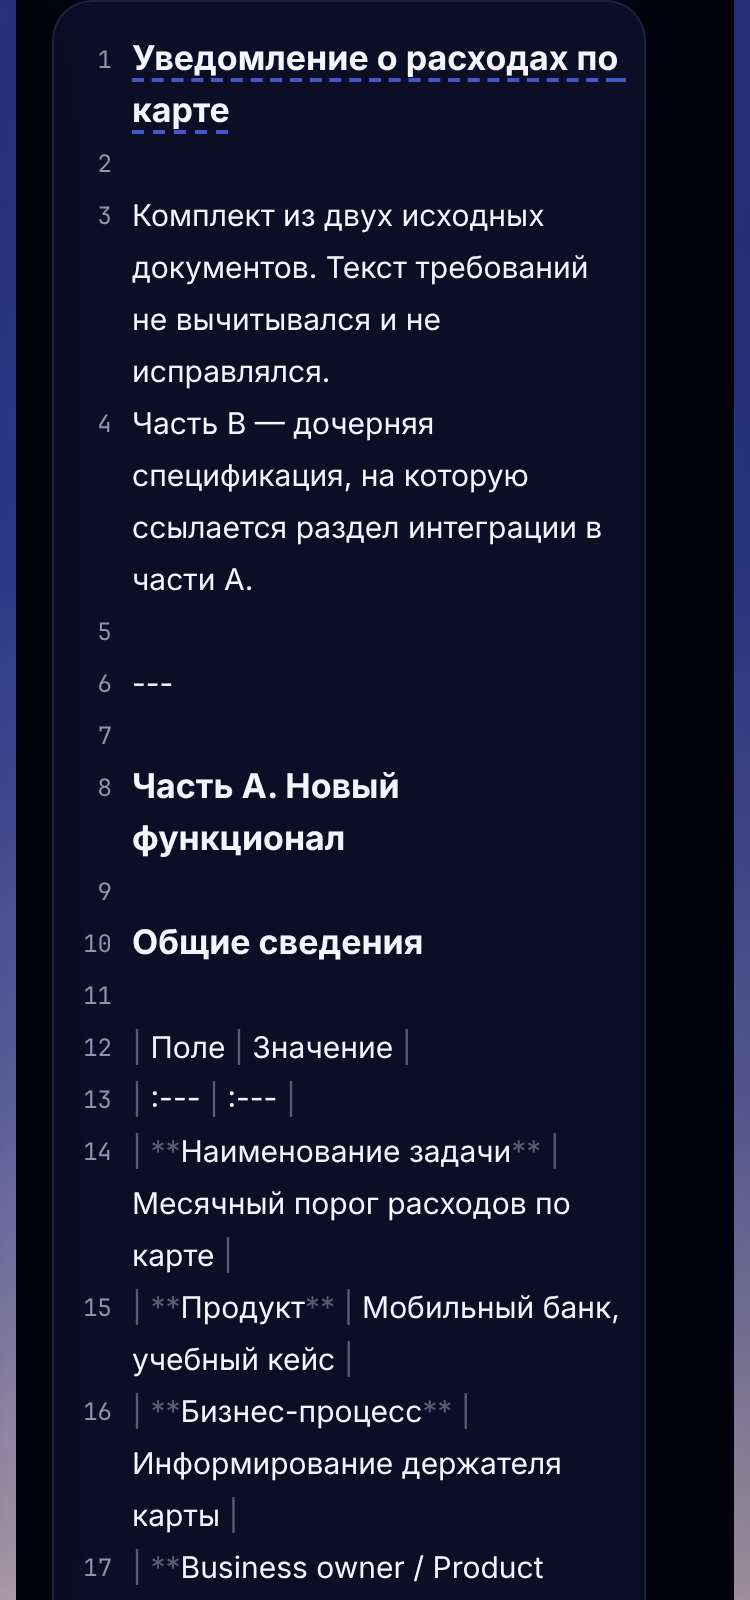 1 Уведомление о расходах по
карте
2
3 Комплект из двух исходных
документов. Текст требований
не вычитывался и не
исправлялся.
4 Часть B — дочерняя
спецификация, на которую
ссылается раздел интеграции в
части A.
5
6 ---
7
8 Часть A. Новый
функционал
9
10 Общие сведения
11
12 | Поле | Значение |
13 | :--- | :--- |
14 | **Наименование задачи** |
Месячный порог расходов по
карте |
15 | **Продукт** | Мобильный банк,
учебный кейс |
16 | **Бизнес-процесс** |
Информирование держателя
карты |
17 | **Business owner / Product